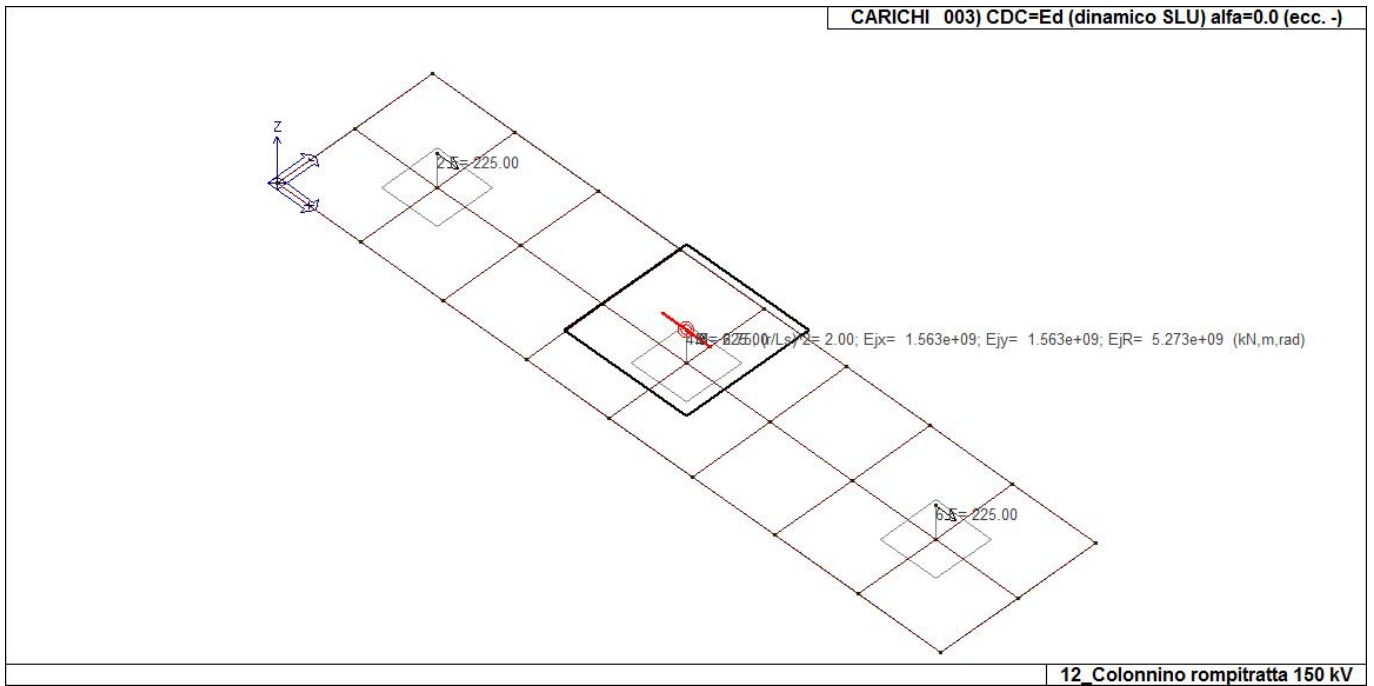 CARICHI 003) CDC=Ed (dinamico SLU) alfa=0.0 (ecc. -)
Z
225.00
2.00; Ejx= 1.563e+09; Ejy= 1.563e+09; EjR= 5.273e+09 (kN,m,rad)
225.00
12_Colonnino rompitratta 150 kV